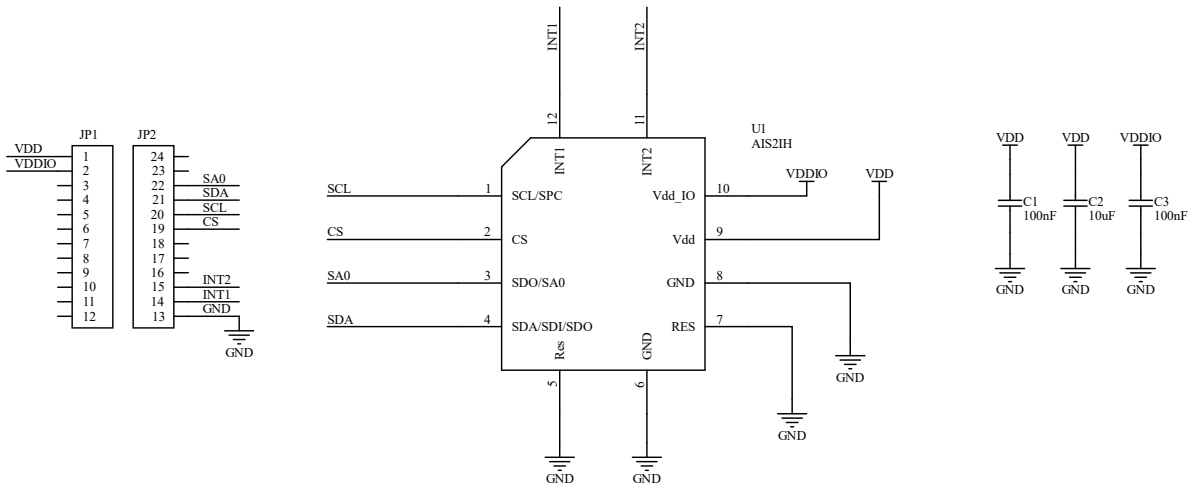 INT1
INT2
12
11
INT1
INT2
U1
AIS2IH
JP1
JP2
VDD
VDDIO
1
2
3
4
5
6
7
8
9
10
11
12
24
23
22
21
20
19
18
17
16
15
14
13
SA0
SDA
SCL
CS
INT2
INT1
GND
GND
SCL
1
SCL/SPC
CS
2
CS
SA0
3
SDO/SA0
SDA
4
SDA/SDI/SDO
Vdd_IO
10
VDDIO
VDD
Vdd
9
GND
8
RES
7
Res
GND
5
6
GND
GND
GND
GND
VDD
VDD
VDDIO
C1
100nF
C2
10uF
C3
100nF
GND
GND
GND